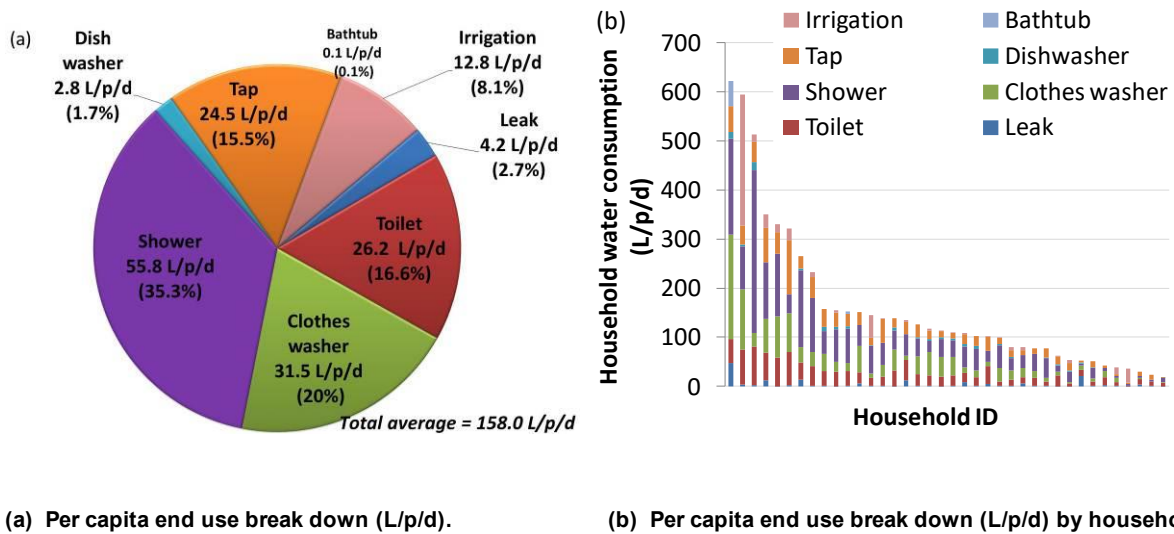 (a)
Dish
washer
2.8 L/p/d
(1.7%)
Tap
24.5 L/p/d
(15.5%)
Bathtub
0.1 L/p/d
(0.1%)
Irrigation
12.8 L/p/d
(8.1%)
Leak
4.2 L/p/d
(2.7%)
Toilet
26.2 L/p/d
(16.6%)
Shower
55.8 L/p/d
(35.3%)
Clothes
washer
31.5 L/p/d
(20%)
Total average = 158.0 L/p/d
(b)
Irrigation
Bathtub
Tap
Dishwasher
Shower
Clothes washer
Toilet
Leak
Household water consumption
(L/p/d)
700
600
500
400
300
200
100
0
Household ID
(a) Per capita end use break down (L/p/d).
(b) Per capita end use break down (L/p/d) by househo